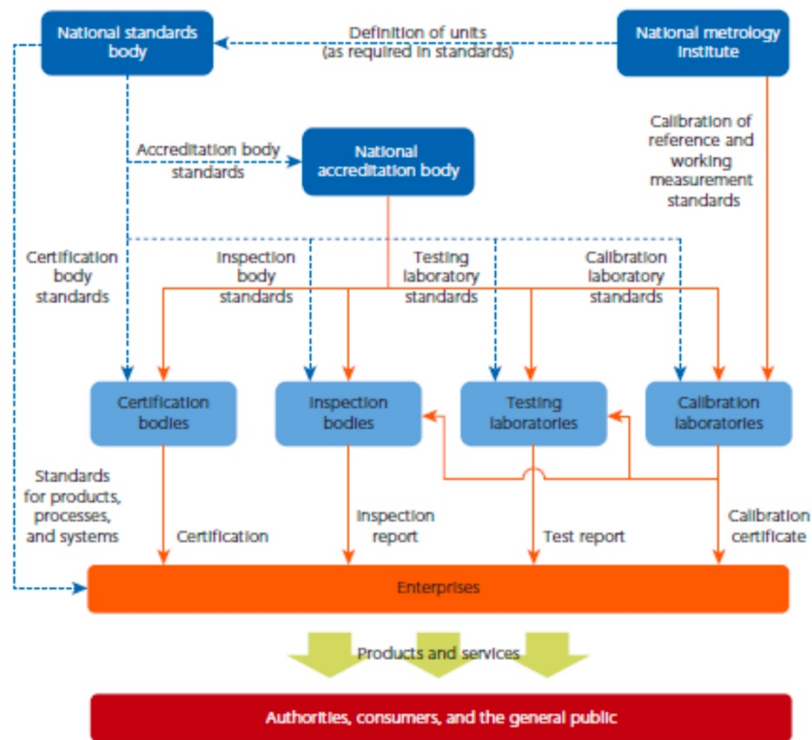 National standards
body
Definition of units
(as required in standards)
National metrology
institute
Accreditation body
standards
National
accreditation body
Calibration of
reference and
working
measurement
standards
Certification
body
standards
Inspection
body
standards
Testing
laboratory
standards
Calibration
laboratory
standards
Certification
bodies
Inspection
bodies
Testing
laboratories
Calibration
laboratories
Standards
for products,
processes,
and systems
Certification
Inspection
report
Test report
Calibration
certificate
Enterprises
Products and services
Authorities, consumers, and the general public